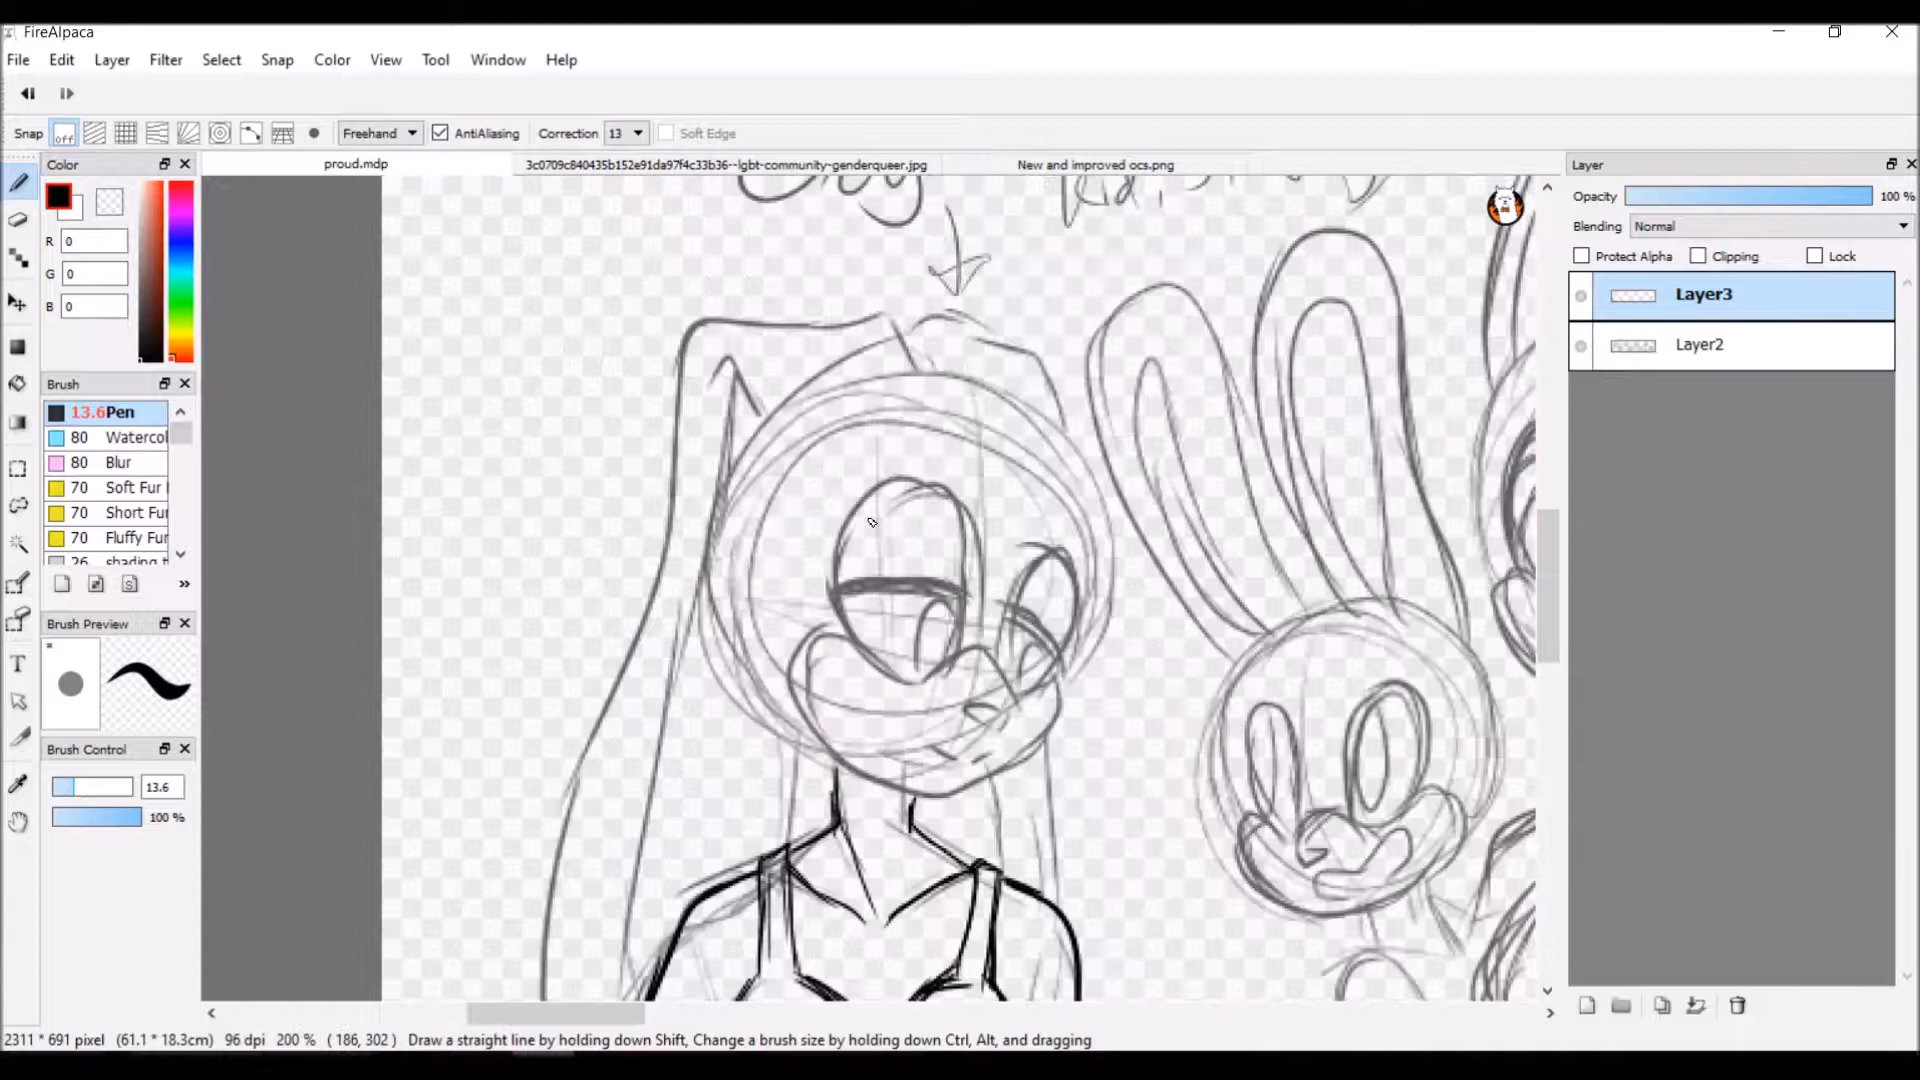 FireAlpaca
File Edit Layer Filter Select Snap Color View Tool Window Help
Snap off Freehand AntiAliasing Correction 13 Soft Edge
Color proud.mdp 3c0709c840435b152e91da97f4c33b36--lgbt-community-genderqueer.jpg New and improved ocs.png Layer
Opacity 100 %
R 0
Blending Normal
G 0
Protect Alpha Clipping Lock
B 0
Layer3
Layer2
Brush
13.6 Pen
80 Watercol
80 Blur
70 Soft Fur
70 Short Fur
70 Fluffy Fur
26 shading
S
Brush Preview
T
Brush Control
13.6
100 %
2311 * 691 pixel (61.1 * 18.3cm) 96 dpi 200 % ( 186, 302 ) Draw a straight line by holding down Shift, Change a brush size by holding down Ctrl, Alt, and dragging